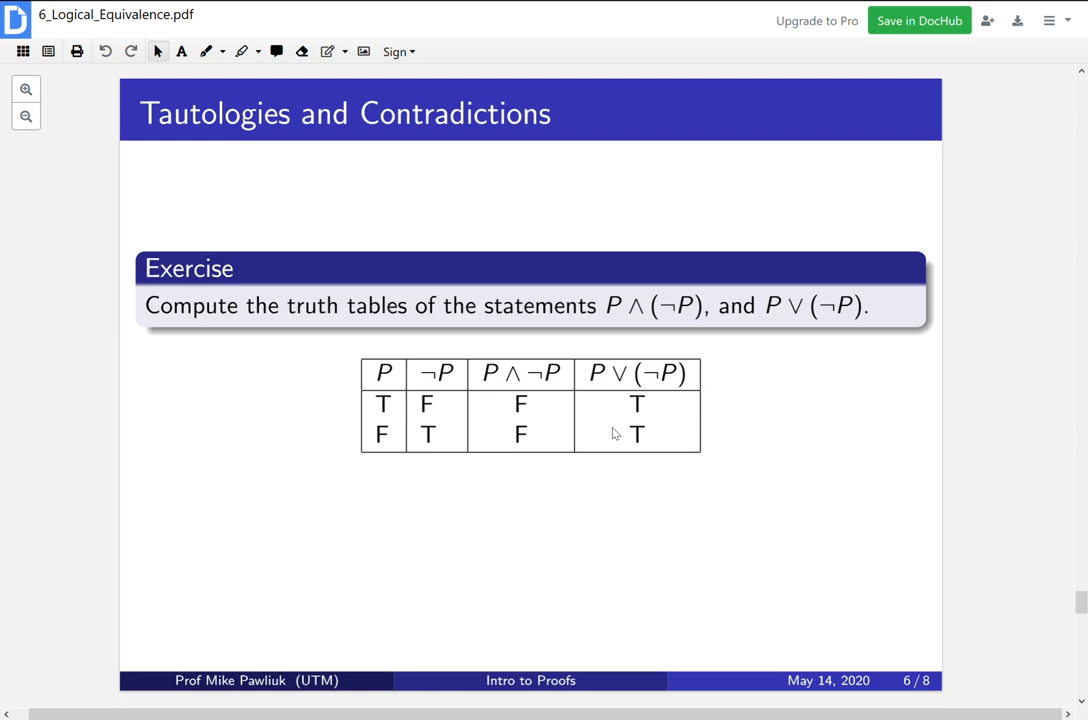 6_Logical_Equivalence.pdf
Upgrade to Pro
Save in DocHub
A
Sign
Tautologies and Contradictions
Exercise
Compute the truth tables of the statements P ∧ (¬P), and P ∨ (¬P).
P ¬P P ∧ ¬P P ∨ (¬P)
T F F T
F T F T
Prof Mike Pawliuk (UTM) Intro to Proofs May 14, 2020 6 / 8